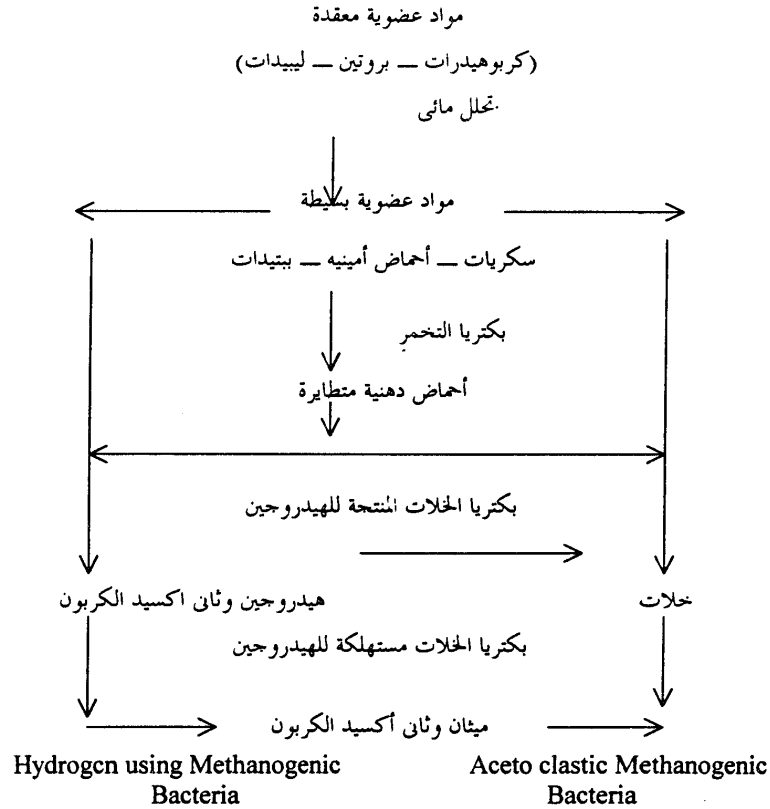 مواد عضوية معقدة
(كربوهيدرات – بروتين – ليبيدات)
تحلل مائى
مواد عضوية بسيطة
سكريات – أحماض أمينيه – ببتيدات
بكتريا التخمر
أحماض دهنية متطايرة
بكتريا الخلات المنتجة للهيدروجين
هيدروجين وثانى اكسيد الكربون
خلات
بكتريا الخلات مستهلكة للهيدروجين
ميثان وثانى أكسيد الكربون
Hydrogen using Methanogenic
Bacteria
Aceto clastic Methanogenic
Bacteria